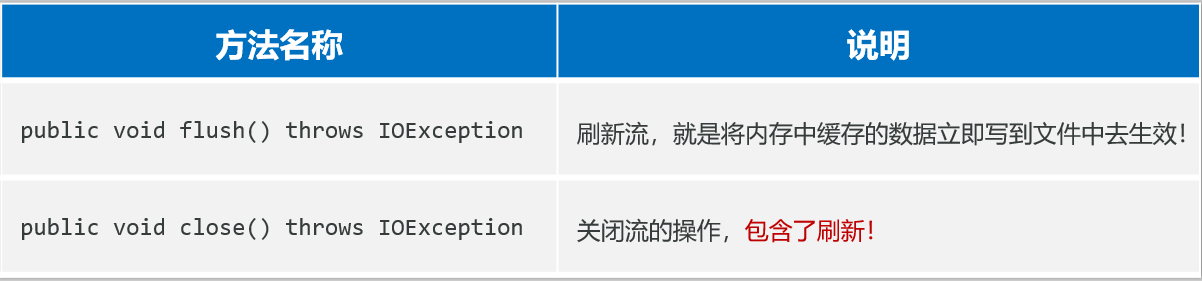 方法名称
说明
public void flush() throws IOException
刷新流，就是将内存中缓存的数据立即写到文件中去生效！
public void close() throws IOException
关闭流的操作，包含了刷新！